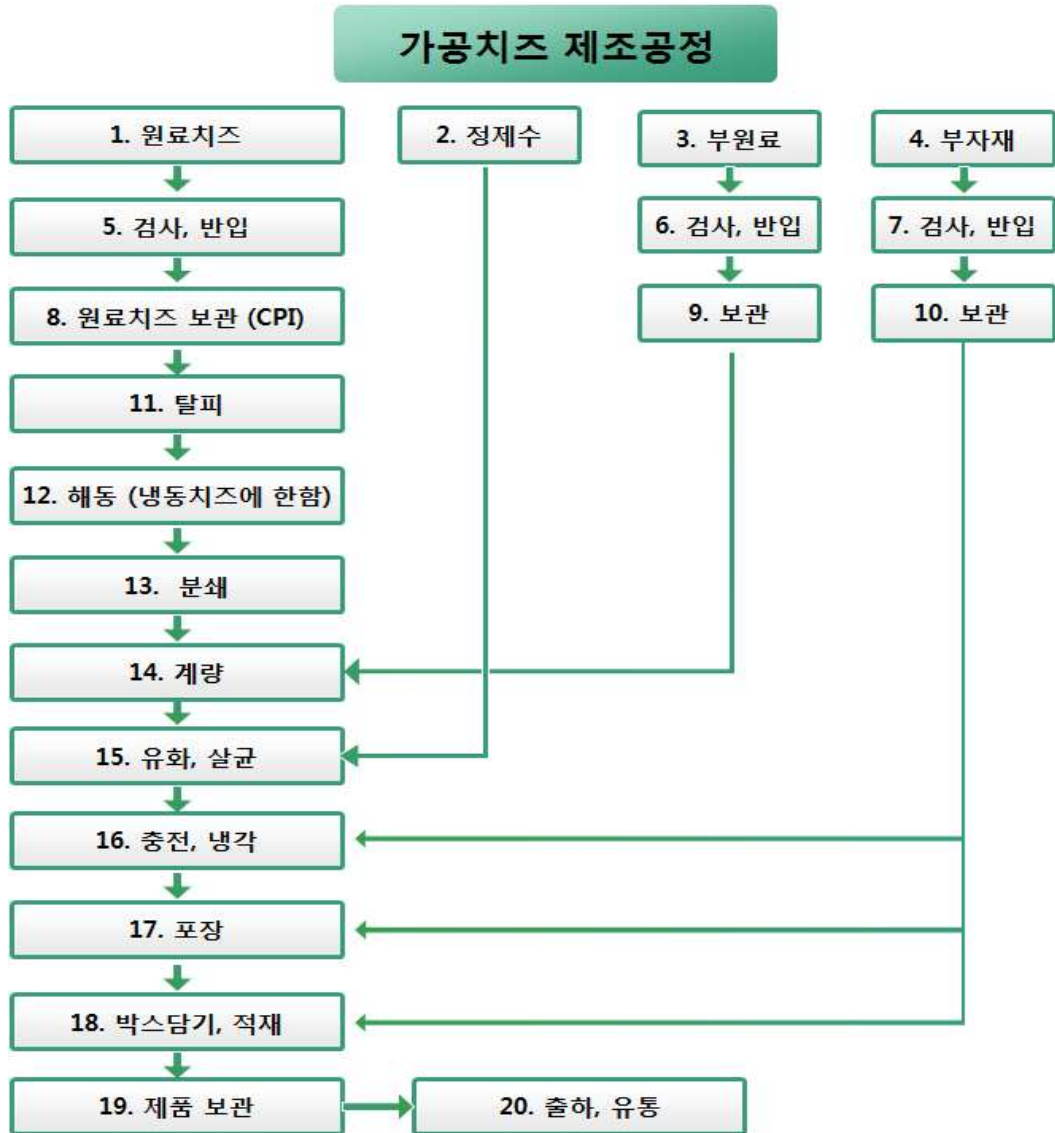 가공치즈 제조공정
1. 원료치즈
2. 정제수
3. 부원료
4. 부자재
5. 검사, 반입
6. 검사, 반입
7. 검사, 반입
8. 원료치즈 보관 (CPI)
9. 보관
10. 보관
11. 탈피
12. 해동 (냉동치즈에 한함)
13. 분쇄
14. 계량
15. 유화, 살균
16. 충전, 냉각
17. 포장
18. 박스담기, 적재
19. 제품 보관
20. 출하, 유통